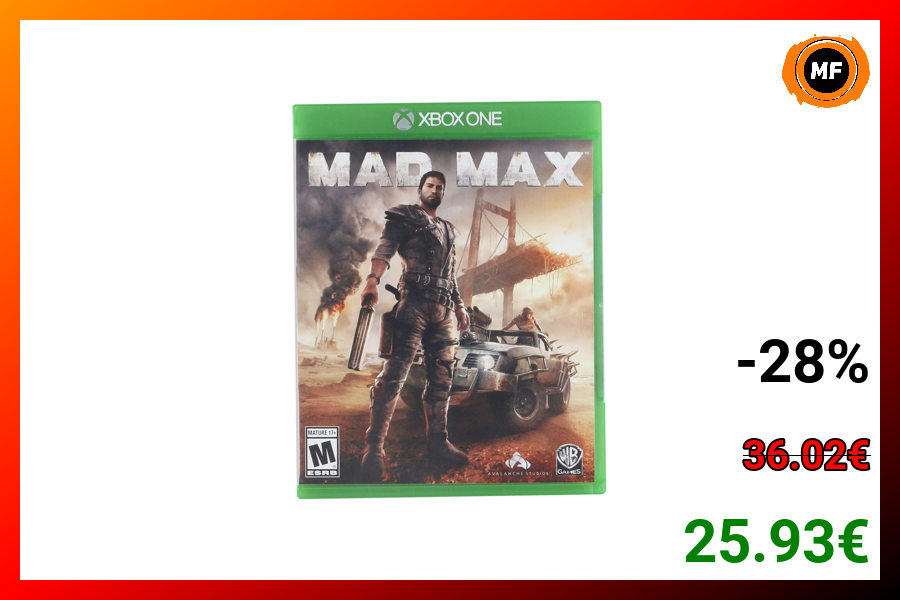 MF
XBOX ONE
MAD MAX
-28%
36.02€
25.93€
MATURE 17+
M
ESRB
AVALANCHE STUDIOS
WB
GAMES